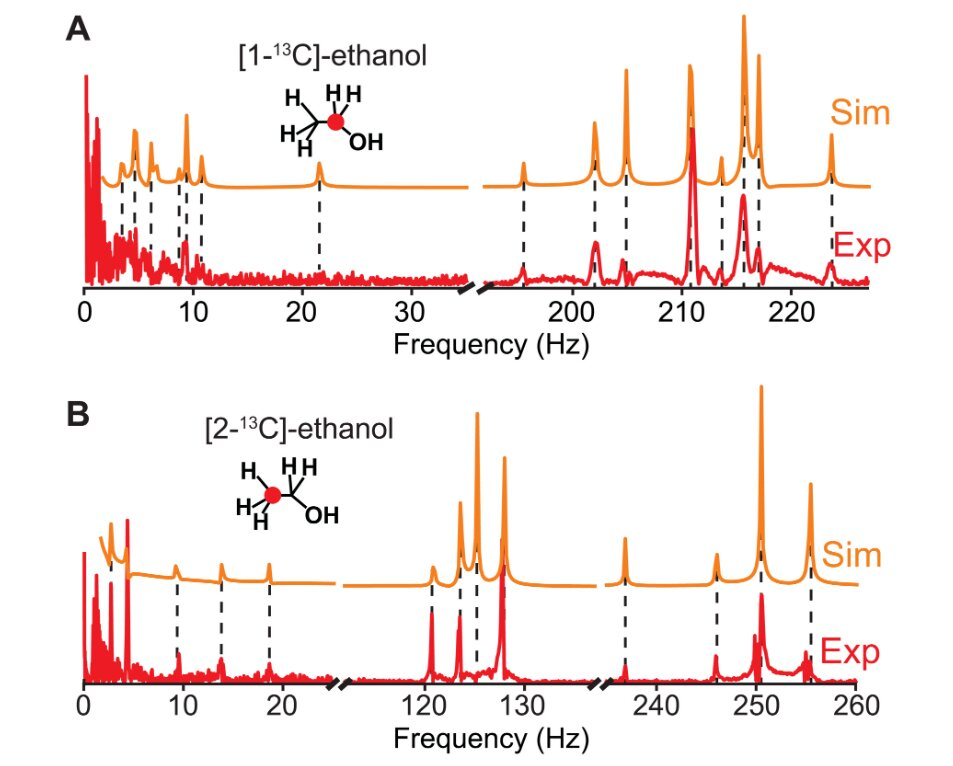 A
[1-¹³C]-ethanol
H H H
H
H OH
Sim
Exp
0 10 20 30 200 210 220
Frequency (Hz)
B
[2-¹³C]-ethanol
H H H
H
H OH
Sim
Exp
0 10 20 120 130 240 250 260
Frequency (Hz)